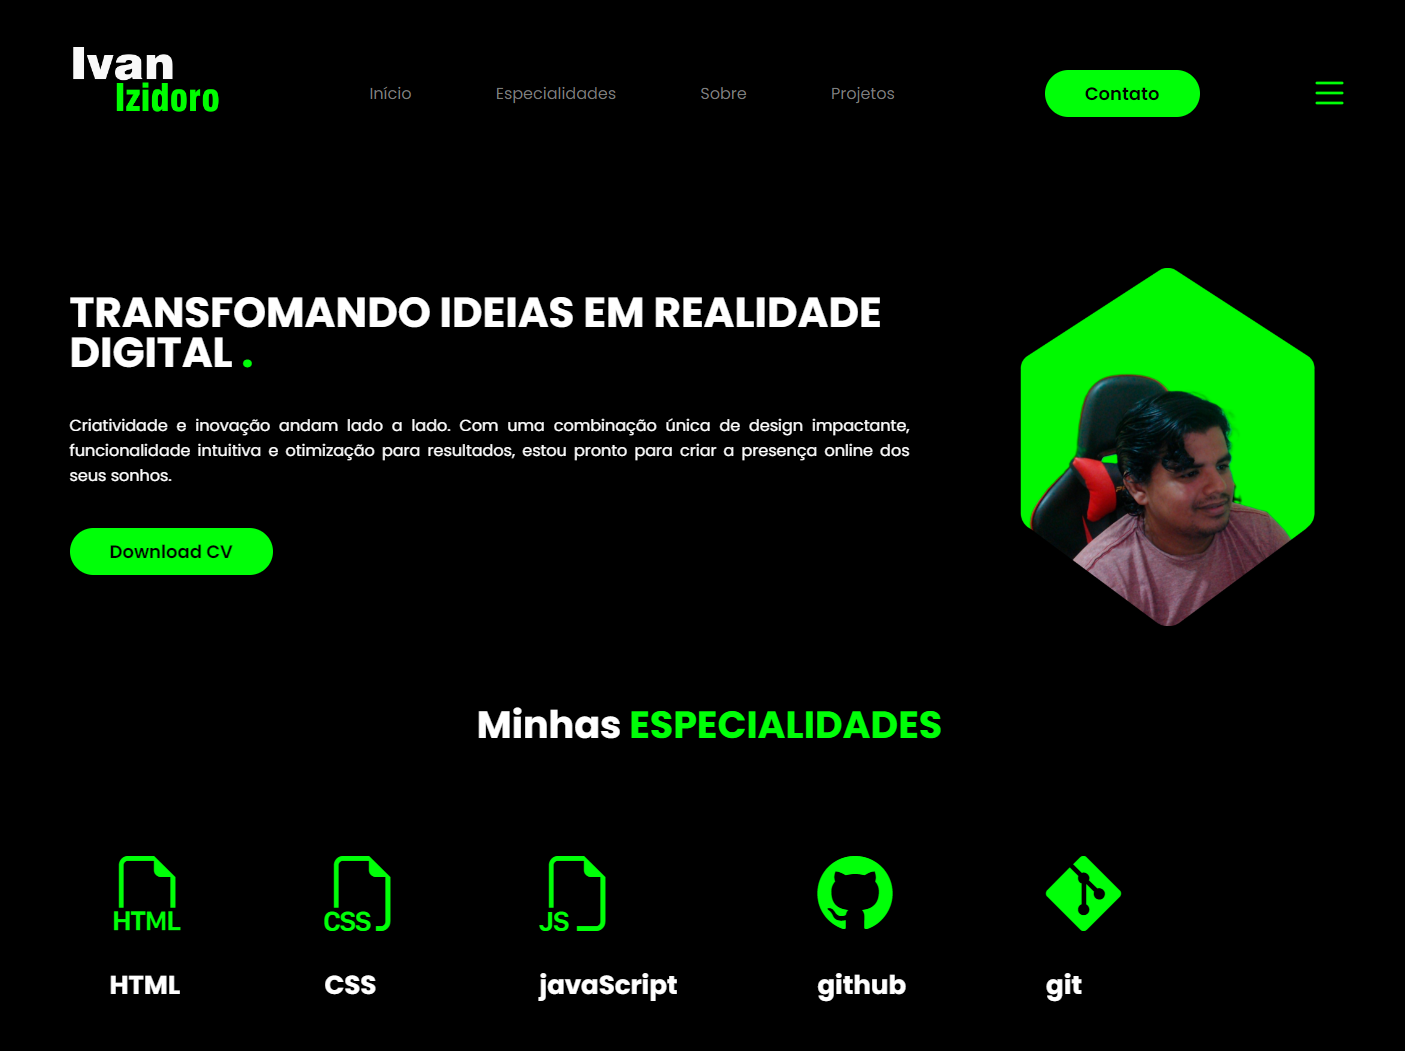 Ivan
Izidoro
Início
Especialidades
Sobre
Projetos
Contato
TRANSFOMANDO IDEIAS EM REALIDADE
DIGITAL .
Criatividade e inovação andam lado a lado. Com uma combinação única de design impactante,
funcionalidade intuitiva e otimização para resultados, estou pronto para criar a presença online dos
seus sonhos.
Download CV
Minhas ESPECIALIDADES
HTML
CSS
JS
HTML
CSS
javaScript
github
git